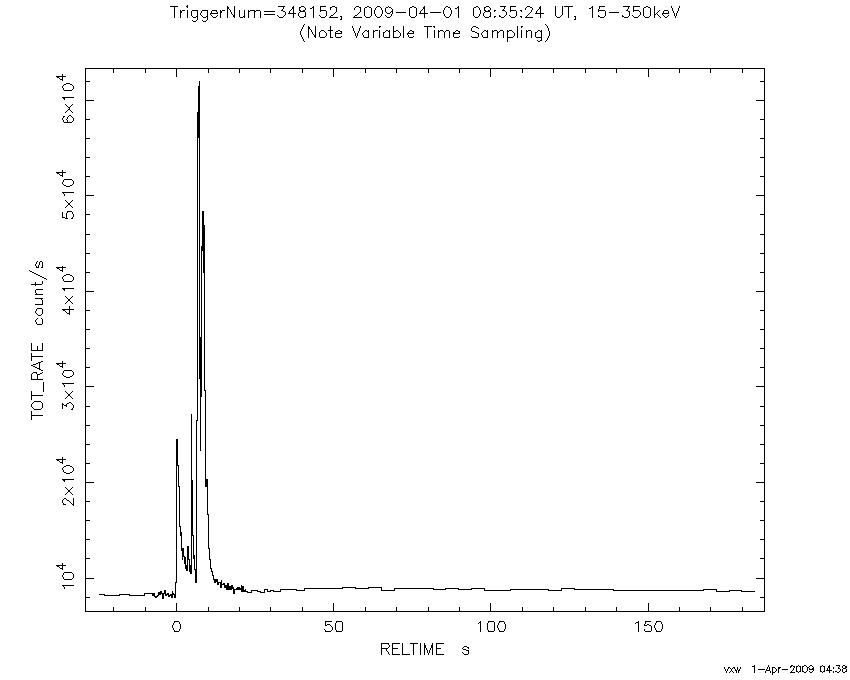 TriggerNum=348152, 2009-04-01 08:35:24 UT, 15-350keV
(Note Variable Time Sampling)
TOT_RATE count/s
6×10⁴
5×10⁴
4×10⁴
3×10⁴
2×10⁴
10⁴
0 50 100 150
RELTIME s
vxw 1-Apr-2009 04:38